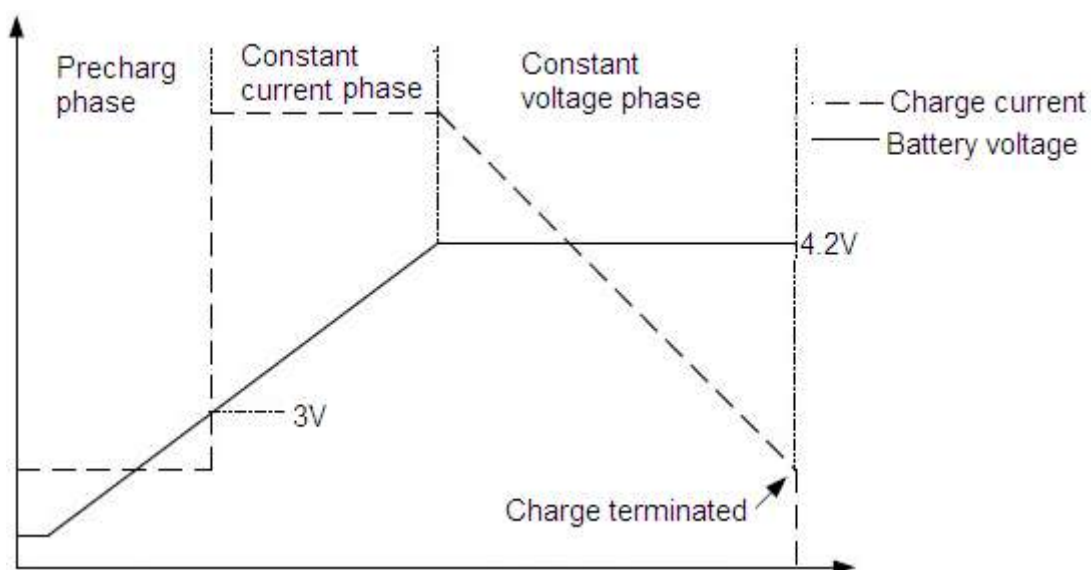 Precharg
phase
Constant
current phase
Constant
voltage phase
Charge current
Battery voltage
4.2V
3V
Charge terminated